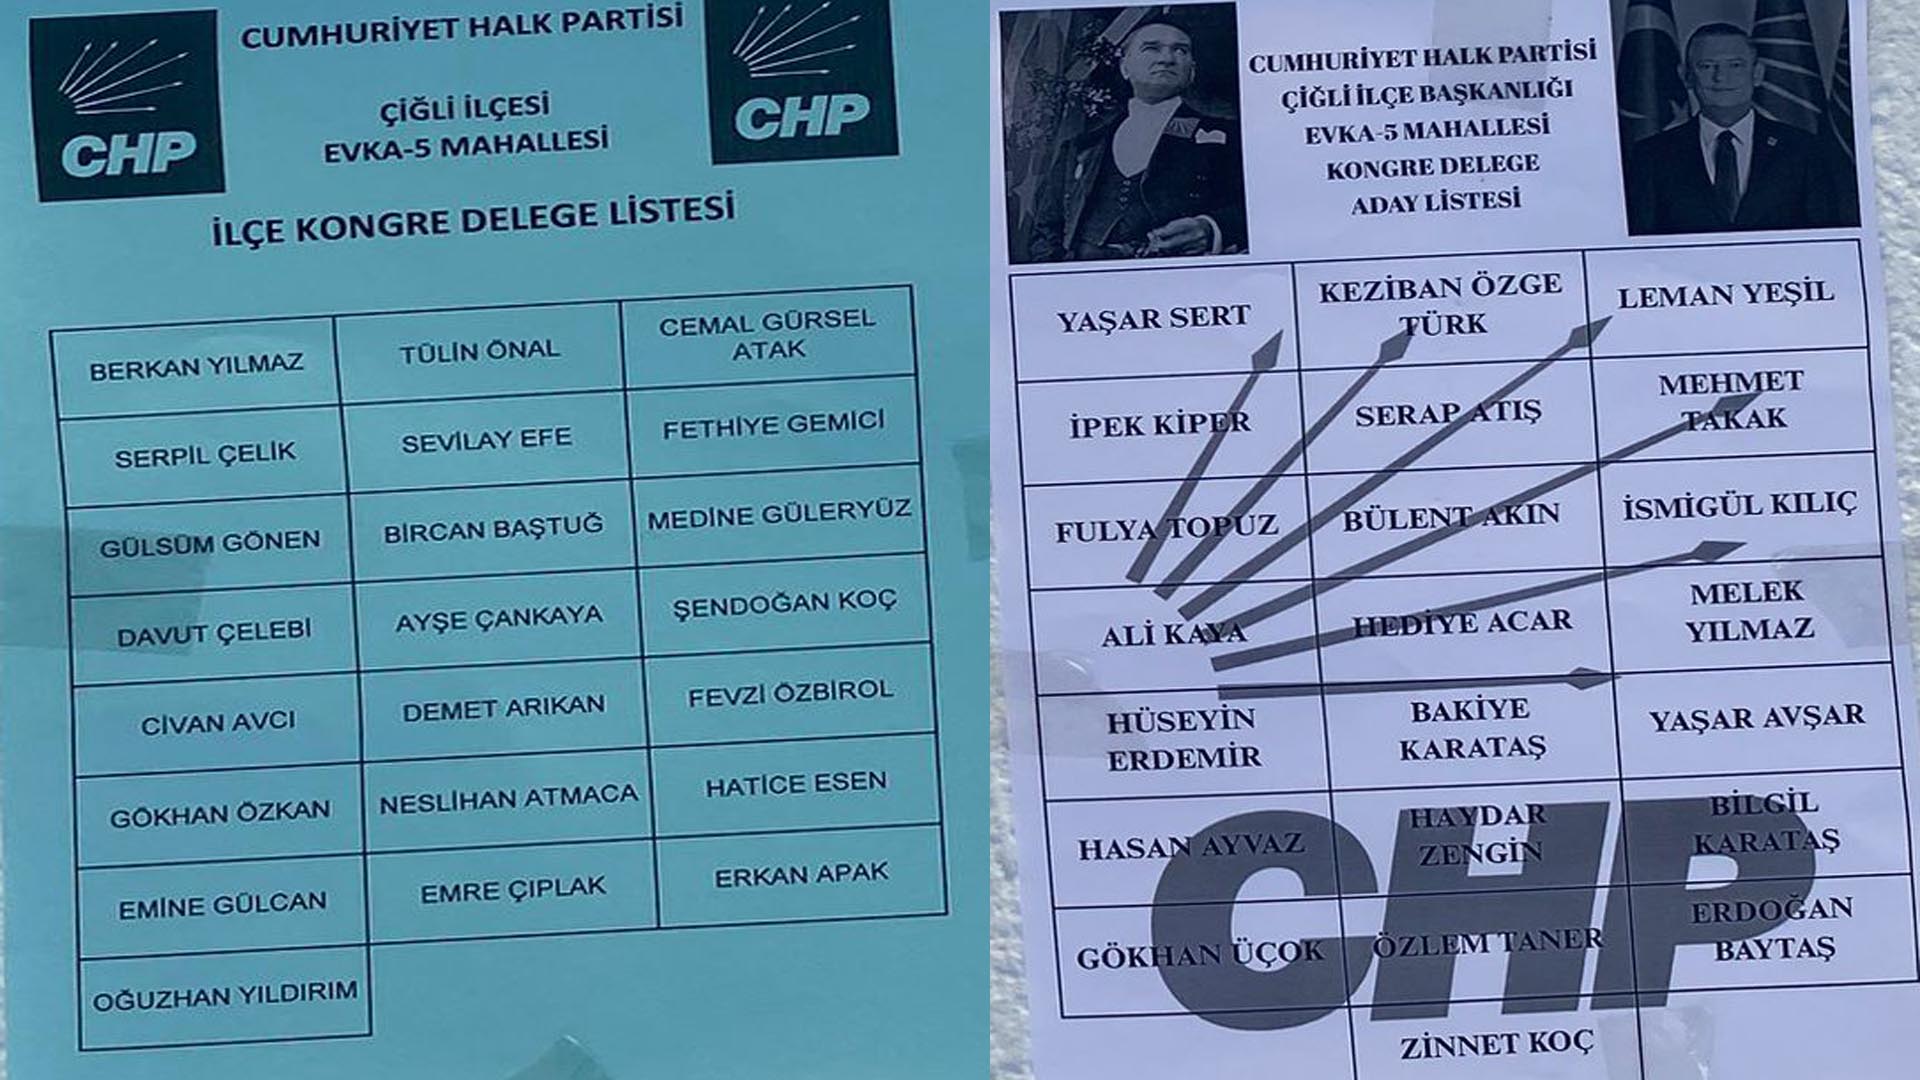 CHP
CUMHURİYET HALK PARTİSİ
CHP
ÇİĞLİ İLÇESİ
EVKA-5 MAHALLESİ
İLÇE KONGRE DELEGE LİSTESİ
BERKAN YILMAZ
TÜLİN ÖNAL
CEMAL GÜRSEL
ATAK
SERPİL ÇELİK
SEVİLAY EFE
FETHİYE GEMİCİ
GÜLSÜM GÖNEN
BİRCAN BAŞTUĞ
MEDİNE GÜLERYÜZ
DAVUT ÇELEBİ
AYŞE ÇANKAYA
ŞENDOĞAN KOÇ
CİVAN AVCI
DEMET ARIKAN
FEVZİ ÖZBİROL
GÖKHAN ÖZKAN
NESLİHAN ATMACA
HATİCE ESEN
EMİNE GÜLCAN
EMRE ÇIPLAK
ERKAN APAK
OĞUZHAN YILDIRIM
CUMHURİYET HALK PARTİSİ
ÇİĞLİ İLÇE BAŞKANLIĞI
EVKA-5 MAHALLESİ
KONGRE DELEGE
ADAY LİSTESİ
YAŞAR SERT
KEZİBAN ÖZGE
TÜRK
LEMAN YEŞİL
İPEK KİPER
SERAP ATIŞ
MEHMET
TAKAK
FULYA TOPUZ
BÜLENT AKIN
İSMİGÜL KILIÇ
ALİ KAYA
HEDİYE ACAR
MELEK
YILMAZ
HÜSEYİN
ERDEMİR
BAKİYE
KARATAŞ
YAŞAR AVŞAR
HASAN AYVAZ
HAYDAR
ZENGİN
BİLGİL
KARATAŞ
GÖKHAN ÜÇOK
ÖZLEM TANER
ERDOĞAN
BAYTAŞ
ZİNNET KOÇ
CHP